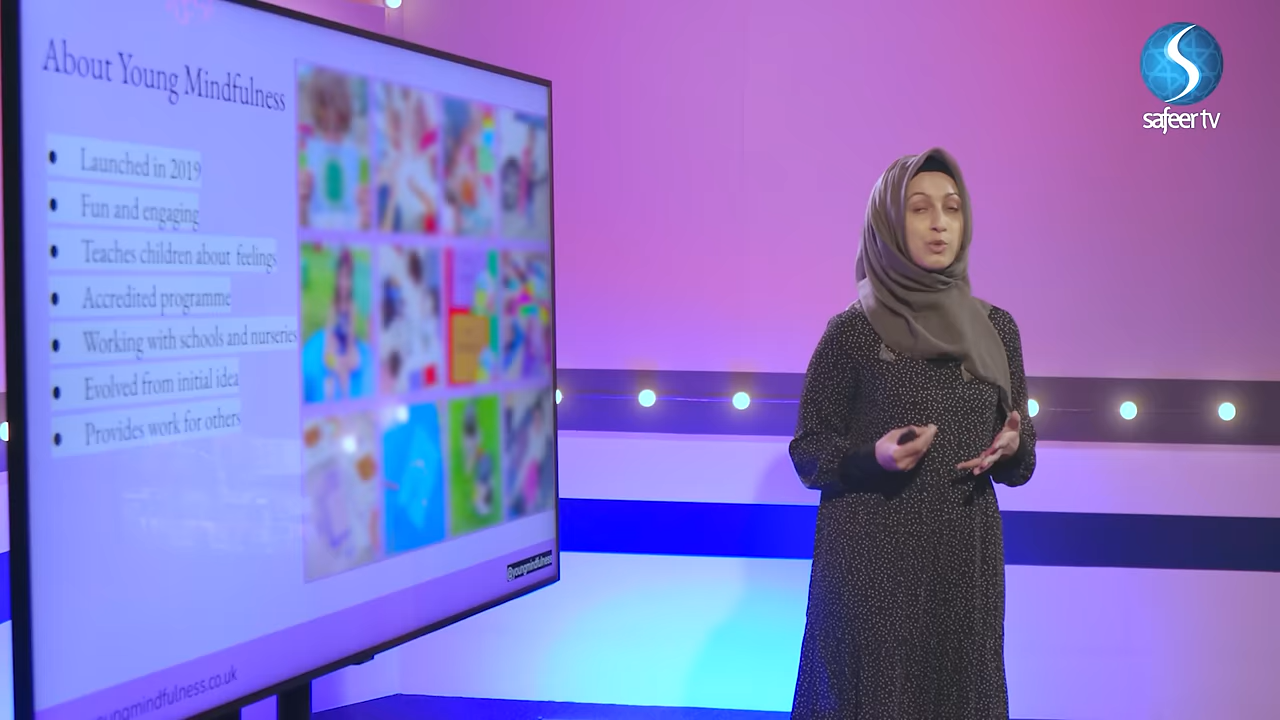 About Young Mindfulness
Launched in 2019
Fun and engaging
Teaches children about feelings
Accredited programme
Working with schools and nurseries
Evolved from initial idea
Provides work for others
@youngmindfulness
youngmindfulness.co.uk
safeer tv